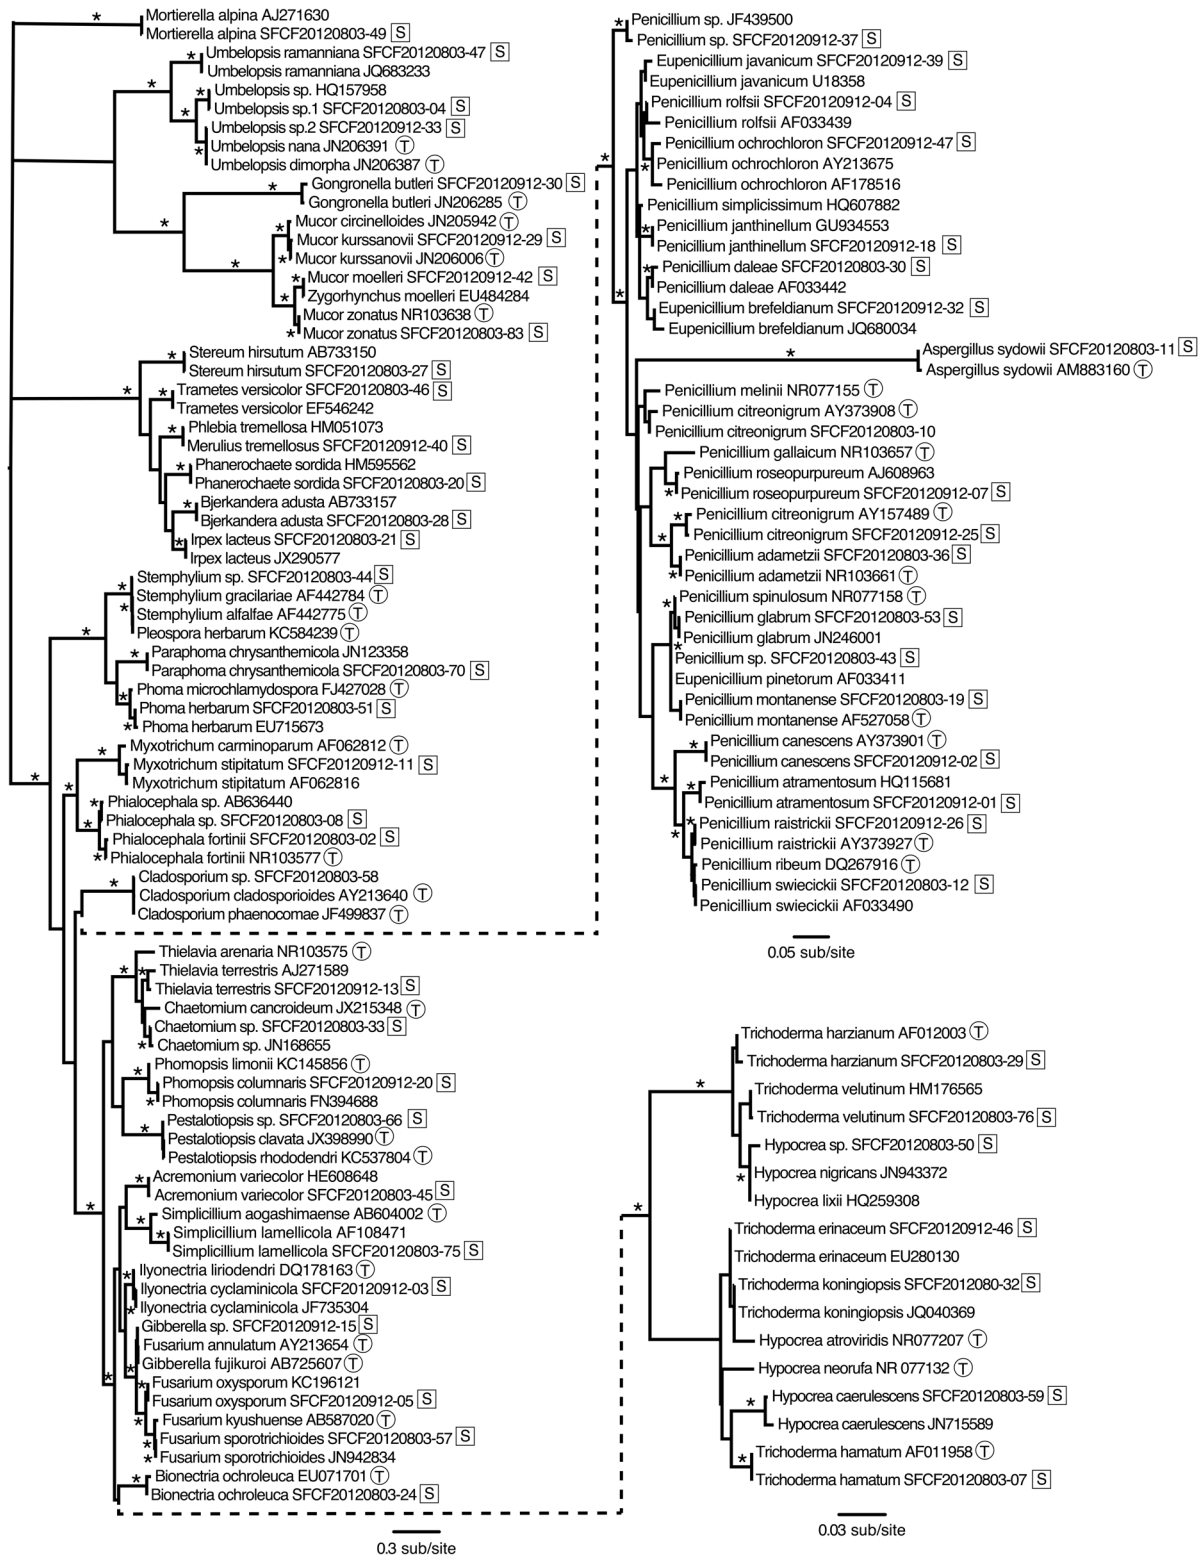 Mortierella alpina AJ271630
Mortierella alpina SFCF20120803-49 S
Umbelopsis ramanniana SFCF20120803-47 S
Umbelopsis ramanniana JQ683233
Umbelopsis sp. HQ157958
Umbelopsis sp.1 SFCF20120803-04 S
Umbelopsis sp.2 SFCF20120912-33 S
Umbelopsis nana JN206391 T
Umbelopsis dimorpha JN206387 T
Gongronella butleri SFCF20120912-30 S
Gongronella butleri JN206285 T
Mucor circinelloides JN205942 T
Mucor kurssanovii SFCF20120912-29 S
Mucor kurssanovii JN206006 T
Mucor moelleri SFCF20120912-42 S
Zygorhynchus moelleri EU484284
Mucor zonatus NR103638 T
Mucor zonatus SFCF20120803-83 S
Stereum hirsutum AB733150
Stereum hirsutum SFCF20120803-27 S
Trametes versicolor SFCF20120803-46 S
Trametes versicolor EF546242
Phlebia tremellosa HM051073
Merulius tremellosus SFCF20120912-40 S
Phanerochaete sordida HM595562
Phanerochaete sordida SFCF20120803-20 S
Bjerkandera adusta AB733157
Bjerkandera adusta SFCF20120803-28 S
Irpex lacteus SFCF20120803-21 S
Irpex lacteus JX290577
Stemphylium sp. SFCF20120803-44 S
Stemphylium gracilariae AF442784 T
Stemphylium alfalfae AF442775 T
Pleospora herbarum KC584239 T
Paraphoma chrysanthemicola JN123358
Paraphoma chrysanthemicola SFCF20120803-70 S
Phoma microchlamydospora FJ427028 T
Phoma herbarum SFCF20120803-51 S
Phoma herbarum EU715673
Myxotrichum carminoparum AF062812 T
Myxotrichum stipitatum SFCF20120912-11 S
Myxotrichum stipitatum AF062816
Phialocephala sp. AB636440
Phialocephala sp. SFCF20120803-08 S
Phialocephala fortinii SFCF20120803-02 S
Phialocephala fortinii NR103577 T
Cladosporium sp. SFCF20120803-58
Cladosporium cladosporioides AY213640 T
Cladosporium phaenocomae JF499837 T
Thielavia arenaria NR103575 T
Thielavia terrestris AJ271589
Thielavia terrestris SFCF20120912-13 S
Chaetomium cancroideum JX215348 T
Chaetomium sp. SFCF20120803-33 S
Chaetomium sp. JN168655
Phomopsis limonii KC145856 T
Phomopsis columnaris SFCF20120912-20 S
Phomopsis columnaris FN394688
Pestalotiopsis sp. SFCF20120803-66 S
Pestalotiopsis clavata JX398990 T
Pestalotiopsis rhododendri KC537804 T
Acremonium variecolor HE608648
Acremonium variecolor SFCF20120803-45 S
Simplicillium aogashimaense AB604002 T
Simplicillium lamellicola AF108471
Simplicillium lamellicola SFCF20120803-75 S
Ilyonectria liriodendri DQ178163 T
Ilyonectria cyclaminicola SFCF20120912-03 S
Ilyonectria cyclaminicola JF735304
Gibberella sp. SFCF20120912-15 S
Fusarium annulatum AY213654 T
Gibberella fujikuroi AB725607 T
Fusarium oxysporum KC196121
Fusarium oxysporum SFCF20120912-05 S
Fusarium kyushuense AB587020 T
Fusarium sporotrichioides SFCF20120803-57 S
Fusarium sporotrichioides JN942834
Bionectria ochroleuca EU071701 T
Bionectria ochroleuca SFCF20120803-24 S
0.3 sub/site
Penicillium sp. JF439500
Penicillium sp. SFCF20120912-37 S
Eupenicillium javanicum SFCF20120912-39 S
Eupenicillium javanicum U18358
Penicillium rolfsii SFCF20120912-04 S
Penicillium rolfsii AF033439
Penicillium ochrochloron SFCF20120912-47 S
Penicillium ochrochloron AY213675
Penicillium ochrochloron AF178516
Penicillium simplicissimum HQ607882
Penicillium janthinellum GU934553
Penicillium janthinellum SFCF20120912-18 S
Penicillium daleae SFCF20120803-30 S
Penicillium daleae AF033442
Eupenicillium brefeldianum SFCF20120912-32 S
Eupenicillium brefeldianum JQ680034
Aspergillus sydowii SFCF20120803-11 S
Aspergillus sydowii AM883160 T
Penicillium melinii NR077155 T
Penicillium citreonigrum AY373908 T
Penicillium citreonigrum SFCF20120803-10
Penicillium gallaicum NR103657 T
Penicillium roseopurpureum AJ608963
Penicillium roseopurpureum SFCF20120912-07 S
Penicillium citreonigrum AY157489 T
Penicillium citreonigrum SFCF20120912-25 S
Penicillium adametzii SFCF20120803-36 S
Penicillium adametzii NR103661 T
Penicillium spinulosum NR077158 T
Penicillium glabrum SFCF20120803-53 S
Penicillium glabrum JN246001
Penicillium sp. SFCF20120803-43 S
Eupenicillium pinetorum AF033411
Penicillium montanense SFCF20120803-19 S
Penicillium montanense AF527058 T
Penicillium canescens AY373901 T
Penicillium canescens SFCF20120912-02 S
Penicillium atramentosum HQ115681
Penicillium atramentosum SFCF20120912-01 S
Penicillium raistrickii SFCF20120912-26 S
Penicillium raistrickii AY373927 T
Penicillium ribeum DQ267916 T
Penicillium swiecickii SFCF20120803-12 S
Penicillium swiecickii AF033490
0.05 sub/site
Trichoderma harzianum AF012003 T
Trichoderma harzianum SFCF20120803-29 S
Trichoderma velutinum HM176565
Trichoderma velutinum SFCF20120803-76 S
Hypocrea sp. SFCF20120803-50 S
Hypocrea nigricans JN943372
Hypocrea lixii HQ259308
Trichoderma erinaceum SFCF20120912-46 S
Trichoderma erinaceum EU280130
Trichoderma koningiopsis SFCF2012080-32 S
Trichoderma koningiopsis JQ040369
Hypocrea atroviridis NR077207 T
Hypocrea neorufa NR 077132 T
Hypocrea caerulescens SFCF20120803-59 S
Hypocrea caerulescens JN715589
Trichoderma hamatum AF011958 T
Trichoderma hamatum SFCF20120803-07 S
0.03 sub/site